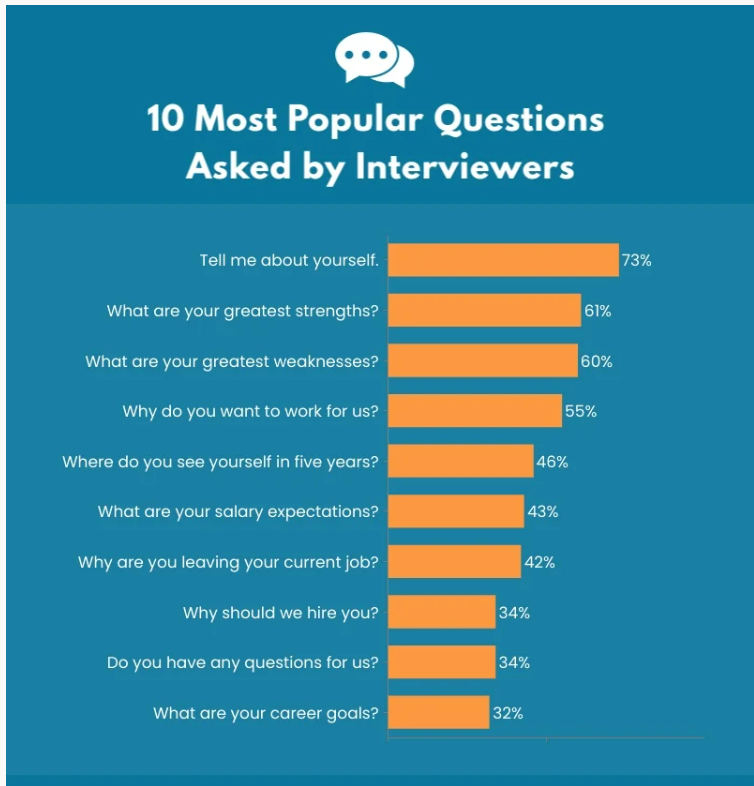 10 Most Popular Questions
Asked by Interviewers
Tell me about yourself. 73%
What are your greatest strengths? 61%
What are your greatest weaknesses? 60%
Why do you want to work for us? 55%
Where do you see yourself in five years? 46%
What are your salary expectations? 43%
Why are you leaving your current job? 42%
Why should we hire you? 34%
Do you have any questions for us? 34%
What are your career goals? 32%